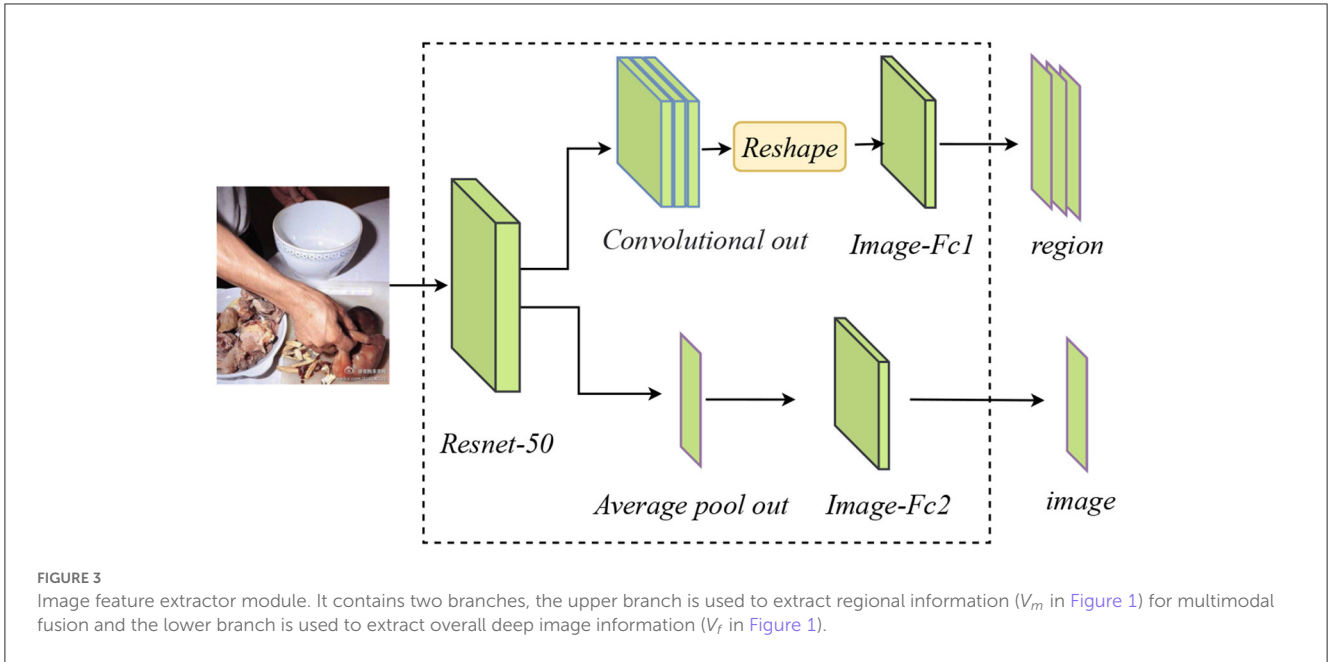 Convolutional out
Reshape
Image-Fc1
region
Resnet-50
Average pool out
Image-Fc2
image
FIGURE 3
Image feature extractor module. It contains two branches, the upper branch is used to extract regional information (Vm in Figure 1) for multimodal
fusion and the lower branch is used to extract overall deep image information (Vf in Figure 1).